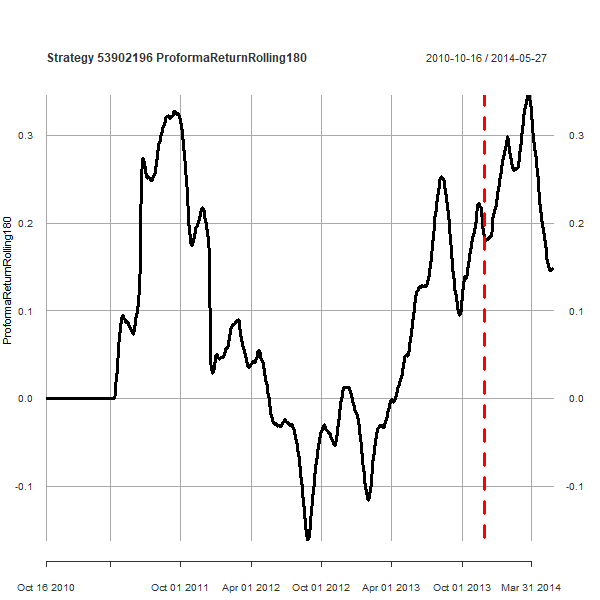 Strategy 53902196 ProformaReturnRolling180
2010-10-16 / 2014-05-27
ProformaReturnRolling180
0.3
0.2
0.1
0.0
-0.1
0.3
0.2
0.1
0.0
-0.1
Oct 16 2010
Oct 01 2011
Apr 01 2012
Oct 01 2012
Apr 01 2013
Oct 01 2013
Mar 31 2014